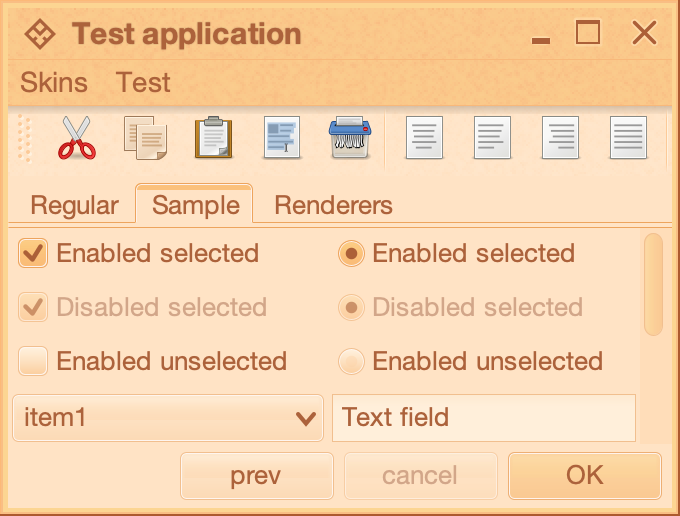 Test application
Skins Test
Regular Sample Renderers
Enabled selected Enabled selected
Disabled selected Disabled selected
Enabled unselected Enabled unselected
item1 Text field
prev cancel OK